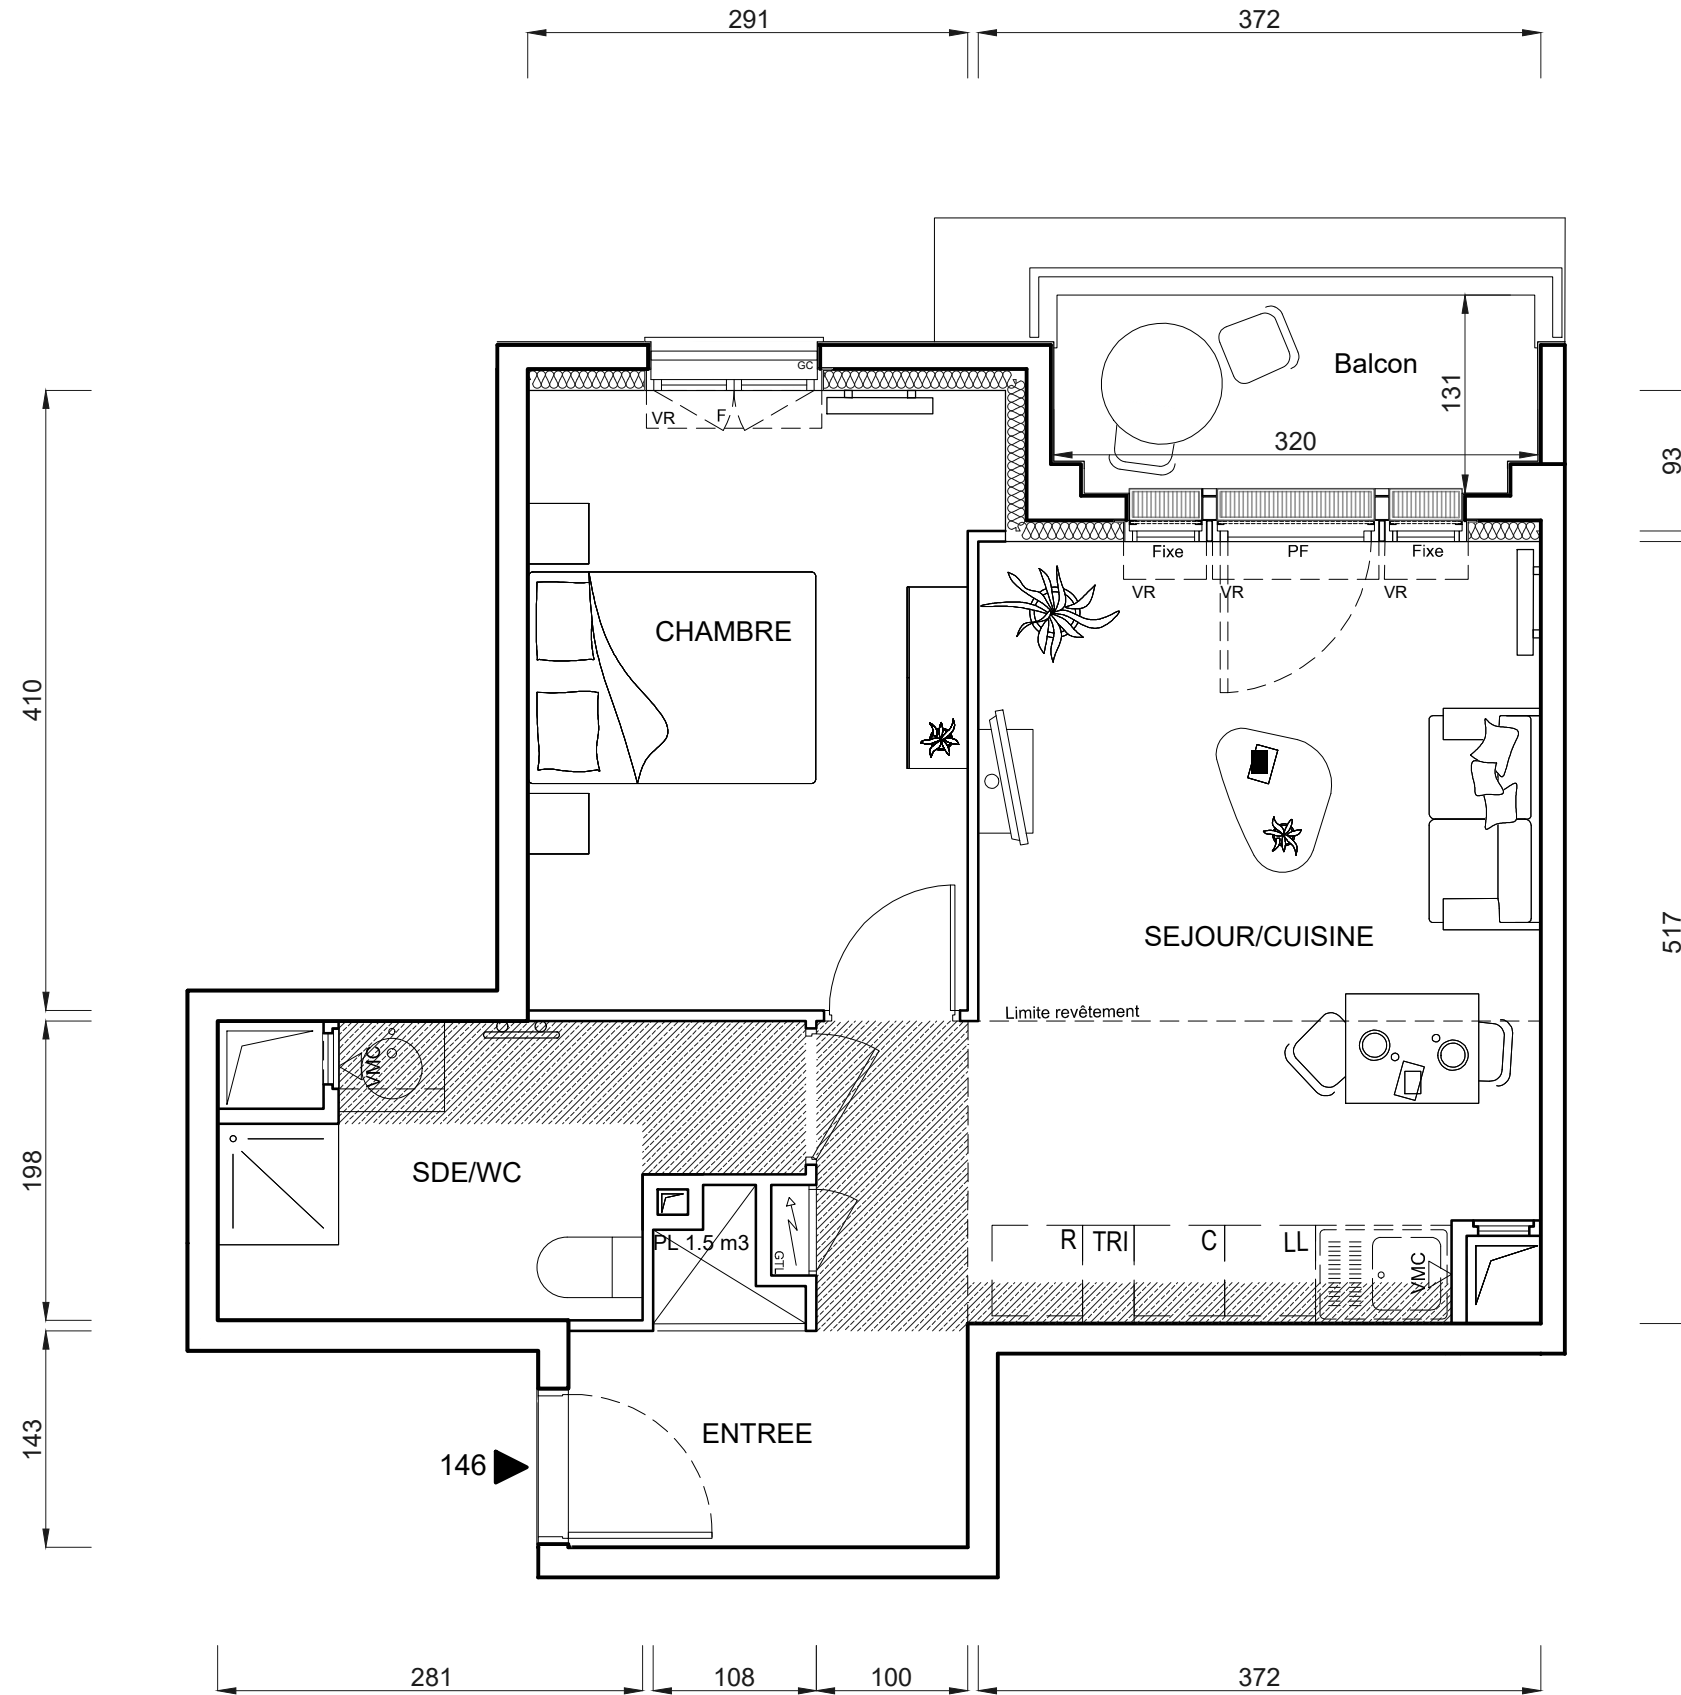 291
372
GC
VR
F
Balcon
131
320
93
Fixe
PF
Fixe
VR
VR
VR
CHAMBRE
410
SEJOUR/CUISINE
517
Limite revêtement
VMC
SDE/WC
198
R
TRI
C
LL
VMC
PL 1.5 m3
GTL
143
ENTREE
146
281
108
100
372